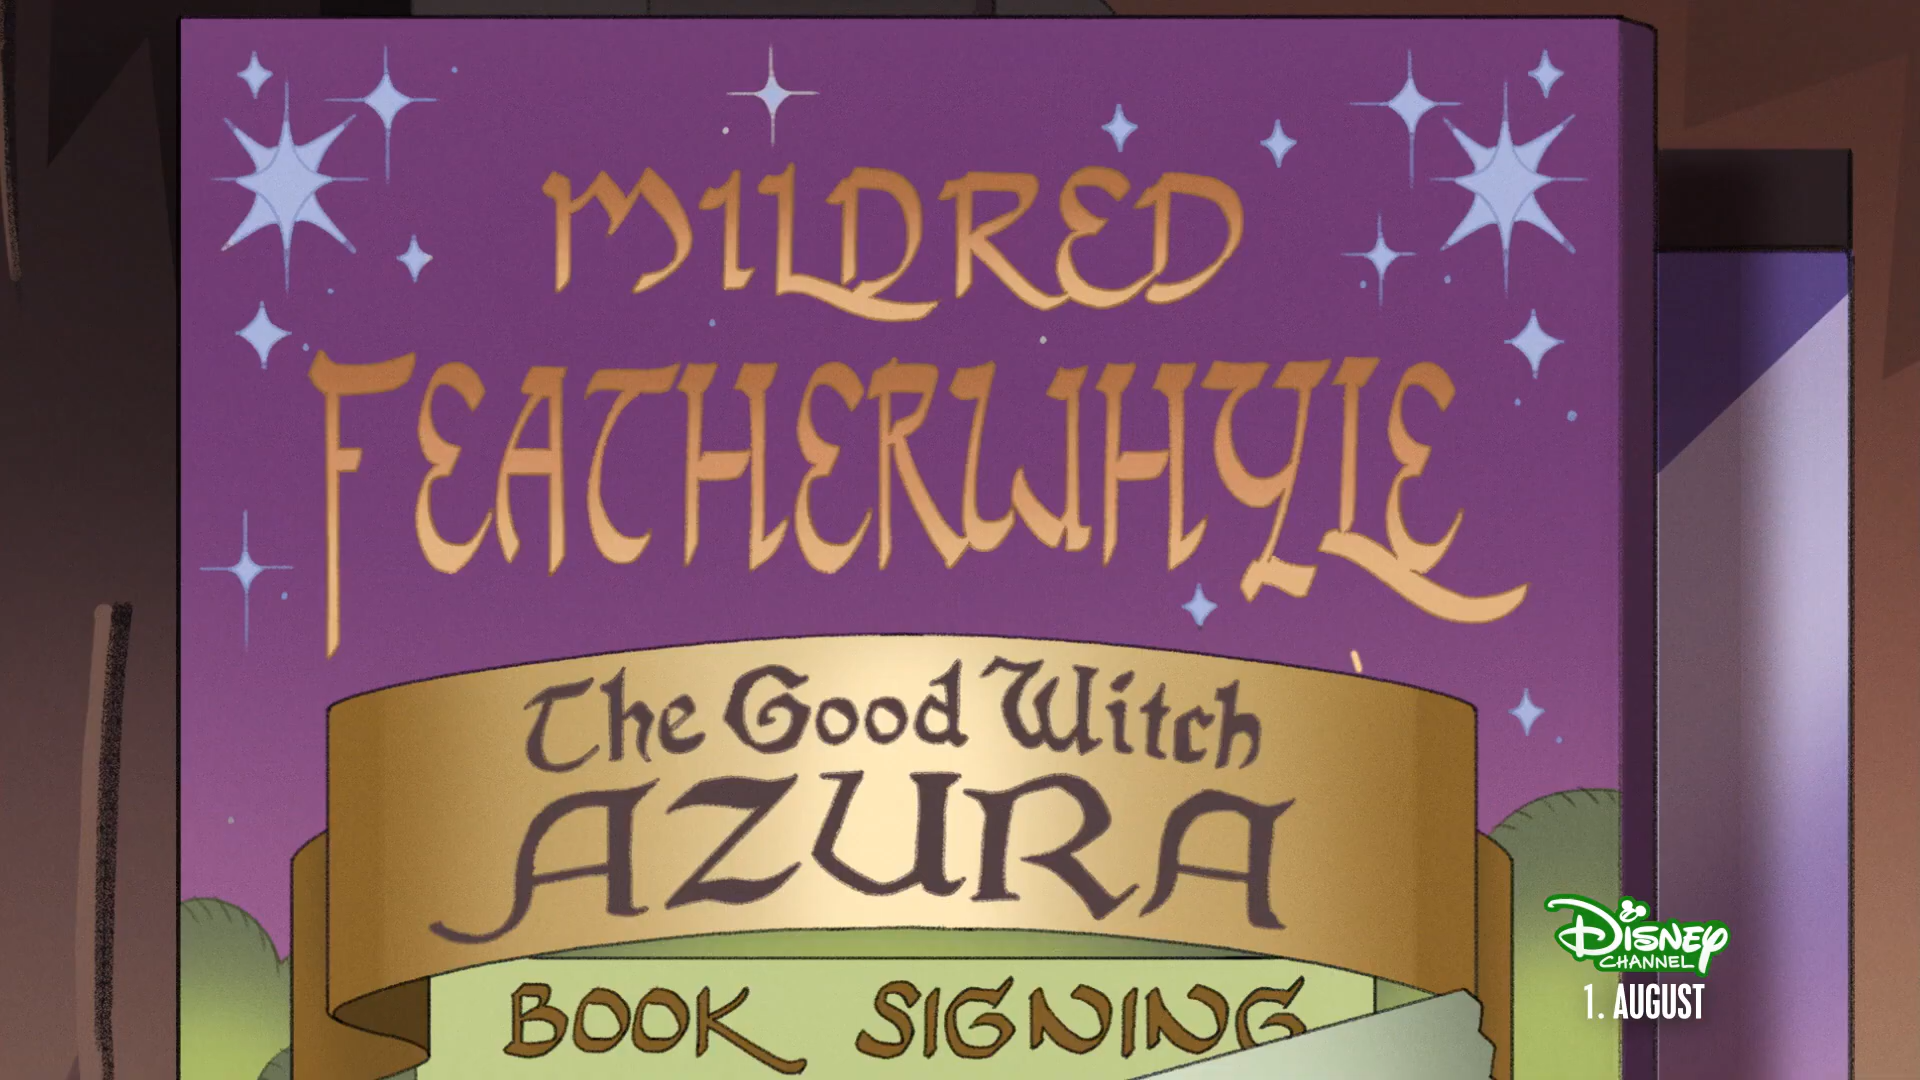 MILDRED
FEATHERWHYLE
The Good Witch
AZURA
BOOK SIGNING
DISNEY
CHANNEL
1. AUGUST